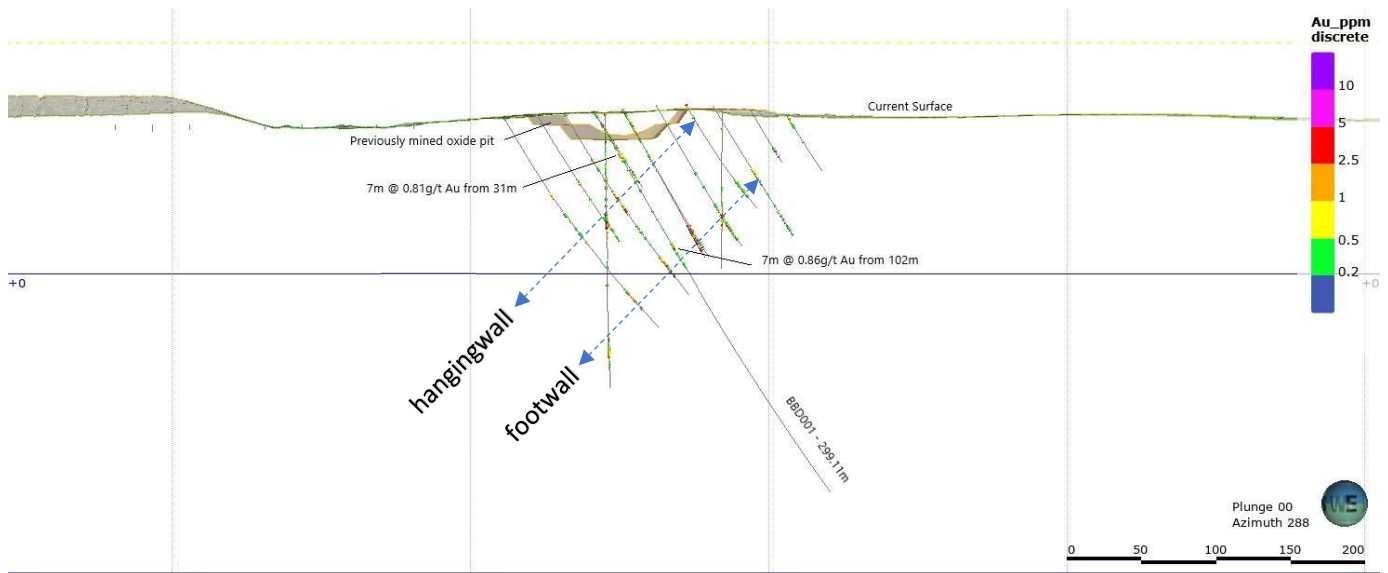 Au_ppm
discrete
10
5
2.5
1
0.5
0.2
Current Surface
Previously mined oxide pit
7m @ 0.81g/t Au from 31m
7m @ 0.86g/t Au from 102m
+0
+0
hangingwall
footwall
BBD001 - 299.11m
Plunge 00
Azimuth 288
WE
0 50 100 150 200